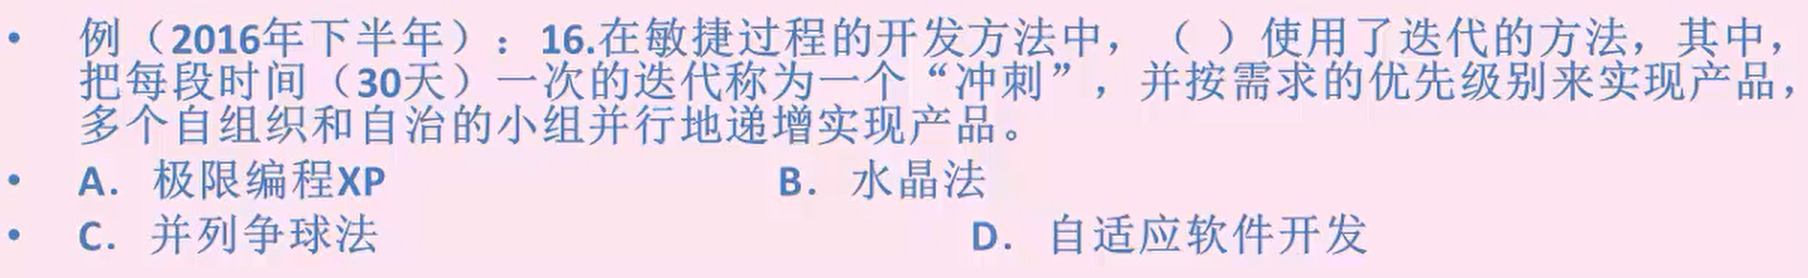 • 例（2016年下半年）：16.在敏捷过程的开发方法中，（ ）使用了迭代的方法，其中，
把每段时间（30天）一次的迭代称为一个“冲刺”，并按需求的优先级别来实现产品，
多个自组织和自治的小组并行地递增实现产品。
• A. 极限编程XP B. 水晶法
• C. 并列争球法 D. 自适应软件开发